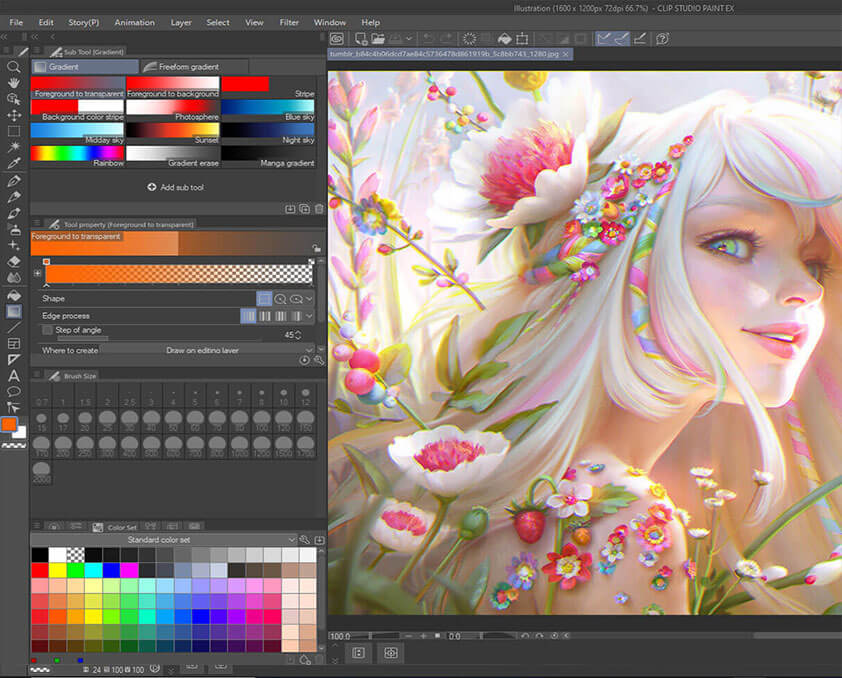 Illustration (1600 x 1200px 72dpi 66.7%) - CLIP STUDIO PAINT EX
File Edit Story(P) Animation Layer Select View Filter Window Help
Sub Tool [Gradient]
tumblr_b84c4b06dcd7ae84c5736478d861919b_5c8bb743_1280.jpg
Gradient Freeform gradient
Foreground to transparent Foreground to background Stripe
Background color stripe Photosphere Blue sky
Midday sky Sunset Night sky
Rainbow Gradient erase Manga gradient
Add sub tool
Tool property [Foreground to transparent]
Foreground to transparent
Shape
Edge process
Step of angle 45
Where to create Draw on editing layer
Brush Size
0.7 1 1.5 2 2.5 3 4 5 6 7 8 10 12
15 17 20 25 30 40 50 60 70 80 100 120 150
170 200 250 300 400 500 600 700 800 1000 1200 1500 1700
2000
Color Set
Standard color set
100.0 0.0
24 100 100